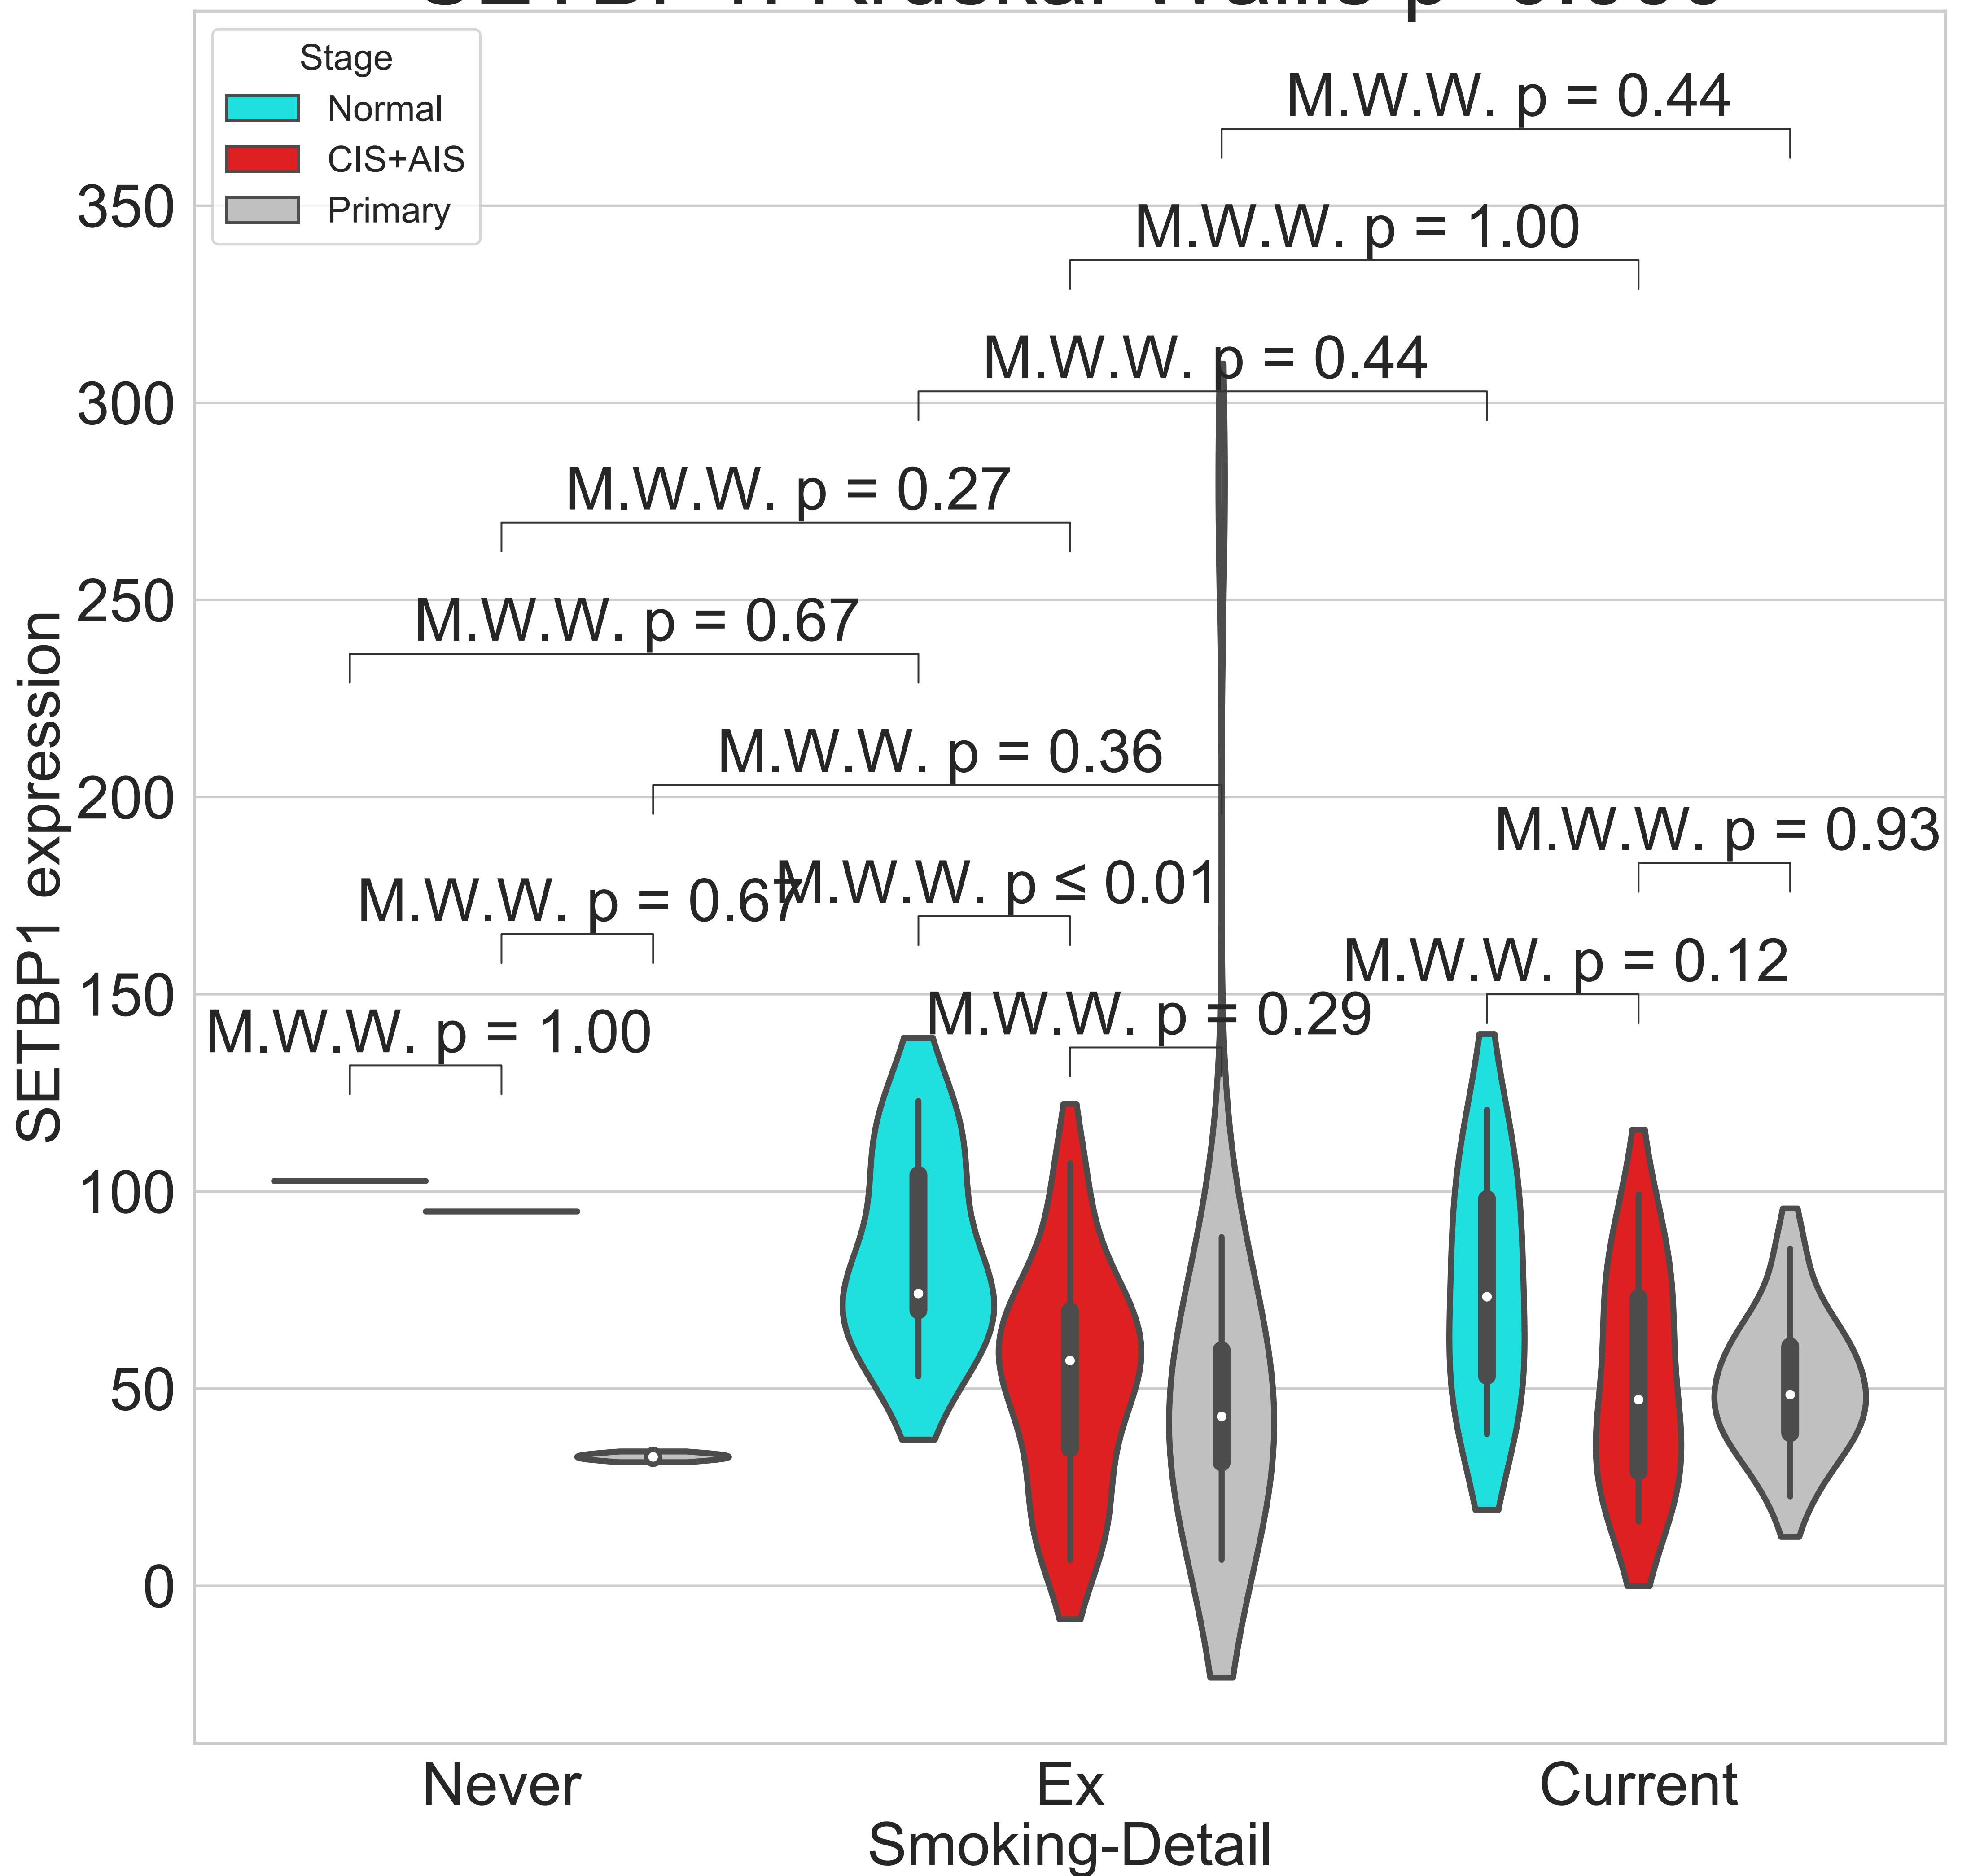 Stage
Normal
CIS+AIS
Primary
M.W.W. p = 0.44
M.W.W. p = 1.00
M.W.W. p = 0.44
M.W.W. p = 0.27
M.W.W. p = 0.67
M.W.W. p = 0.36
M.W.W. p = 0.93
M.W.W. p ≤ 0.01
M.W.W. p = 0.67
M.W.W. p = 0.12
M.W.W. p = 0.29
M.W.W. p = 1.00
350
300
250
200
150
100
50
0
SETBP1 expression
Never
Ex
Current
Smoking-Detail